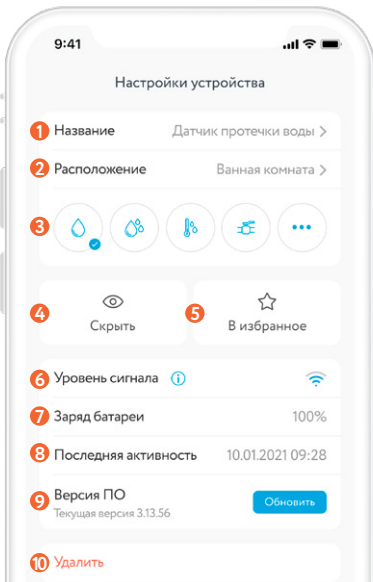 9:41
Настройки устройства
1 Название Датчик протечки воды >
2 Расположение Ванная комната >
3
4 Скрыть 5 В избранное
6 Уровень сигнала i
7 Заряд батареи 100%
8 Последняя активность 10.01.2021 09:28
9 Версия ПО
Текущая версия 3.13.56 Обновить
10 Удалить